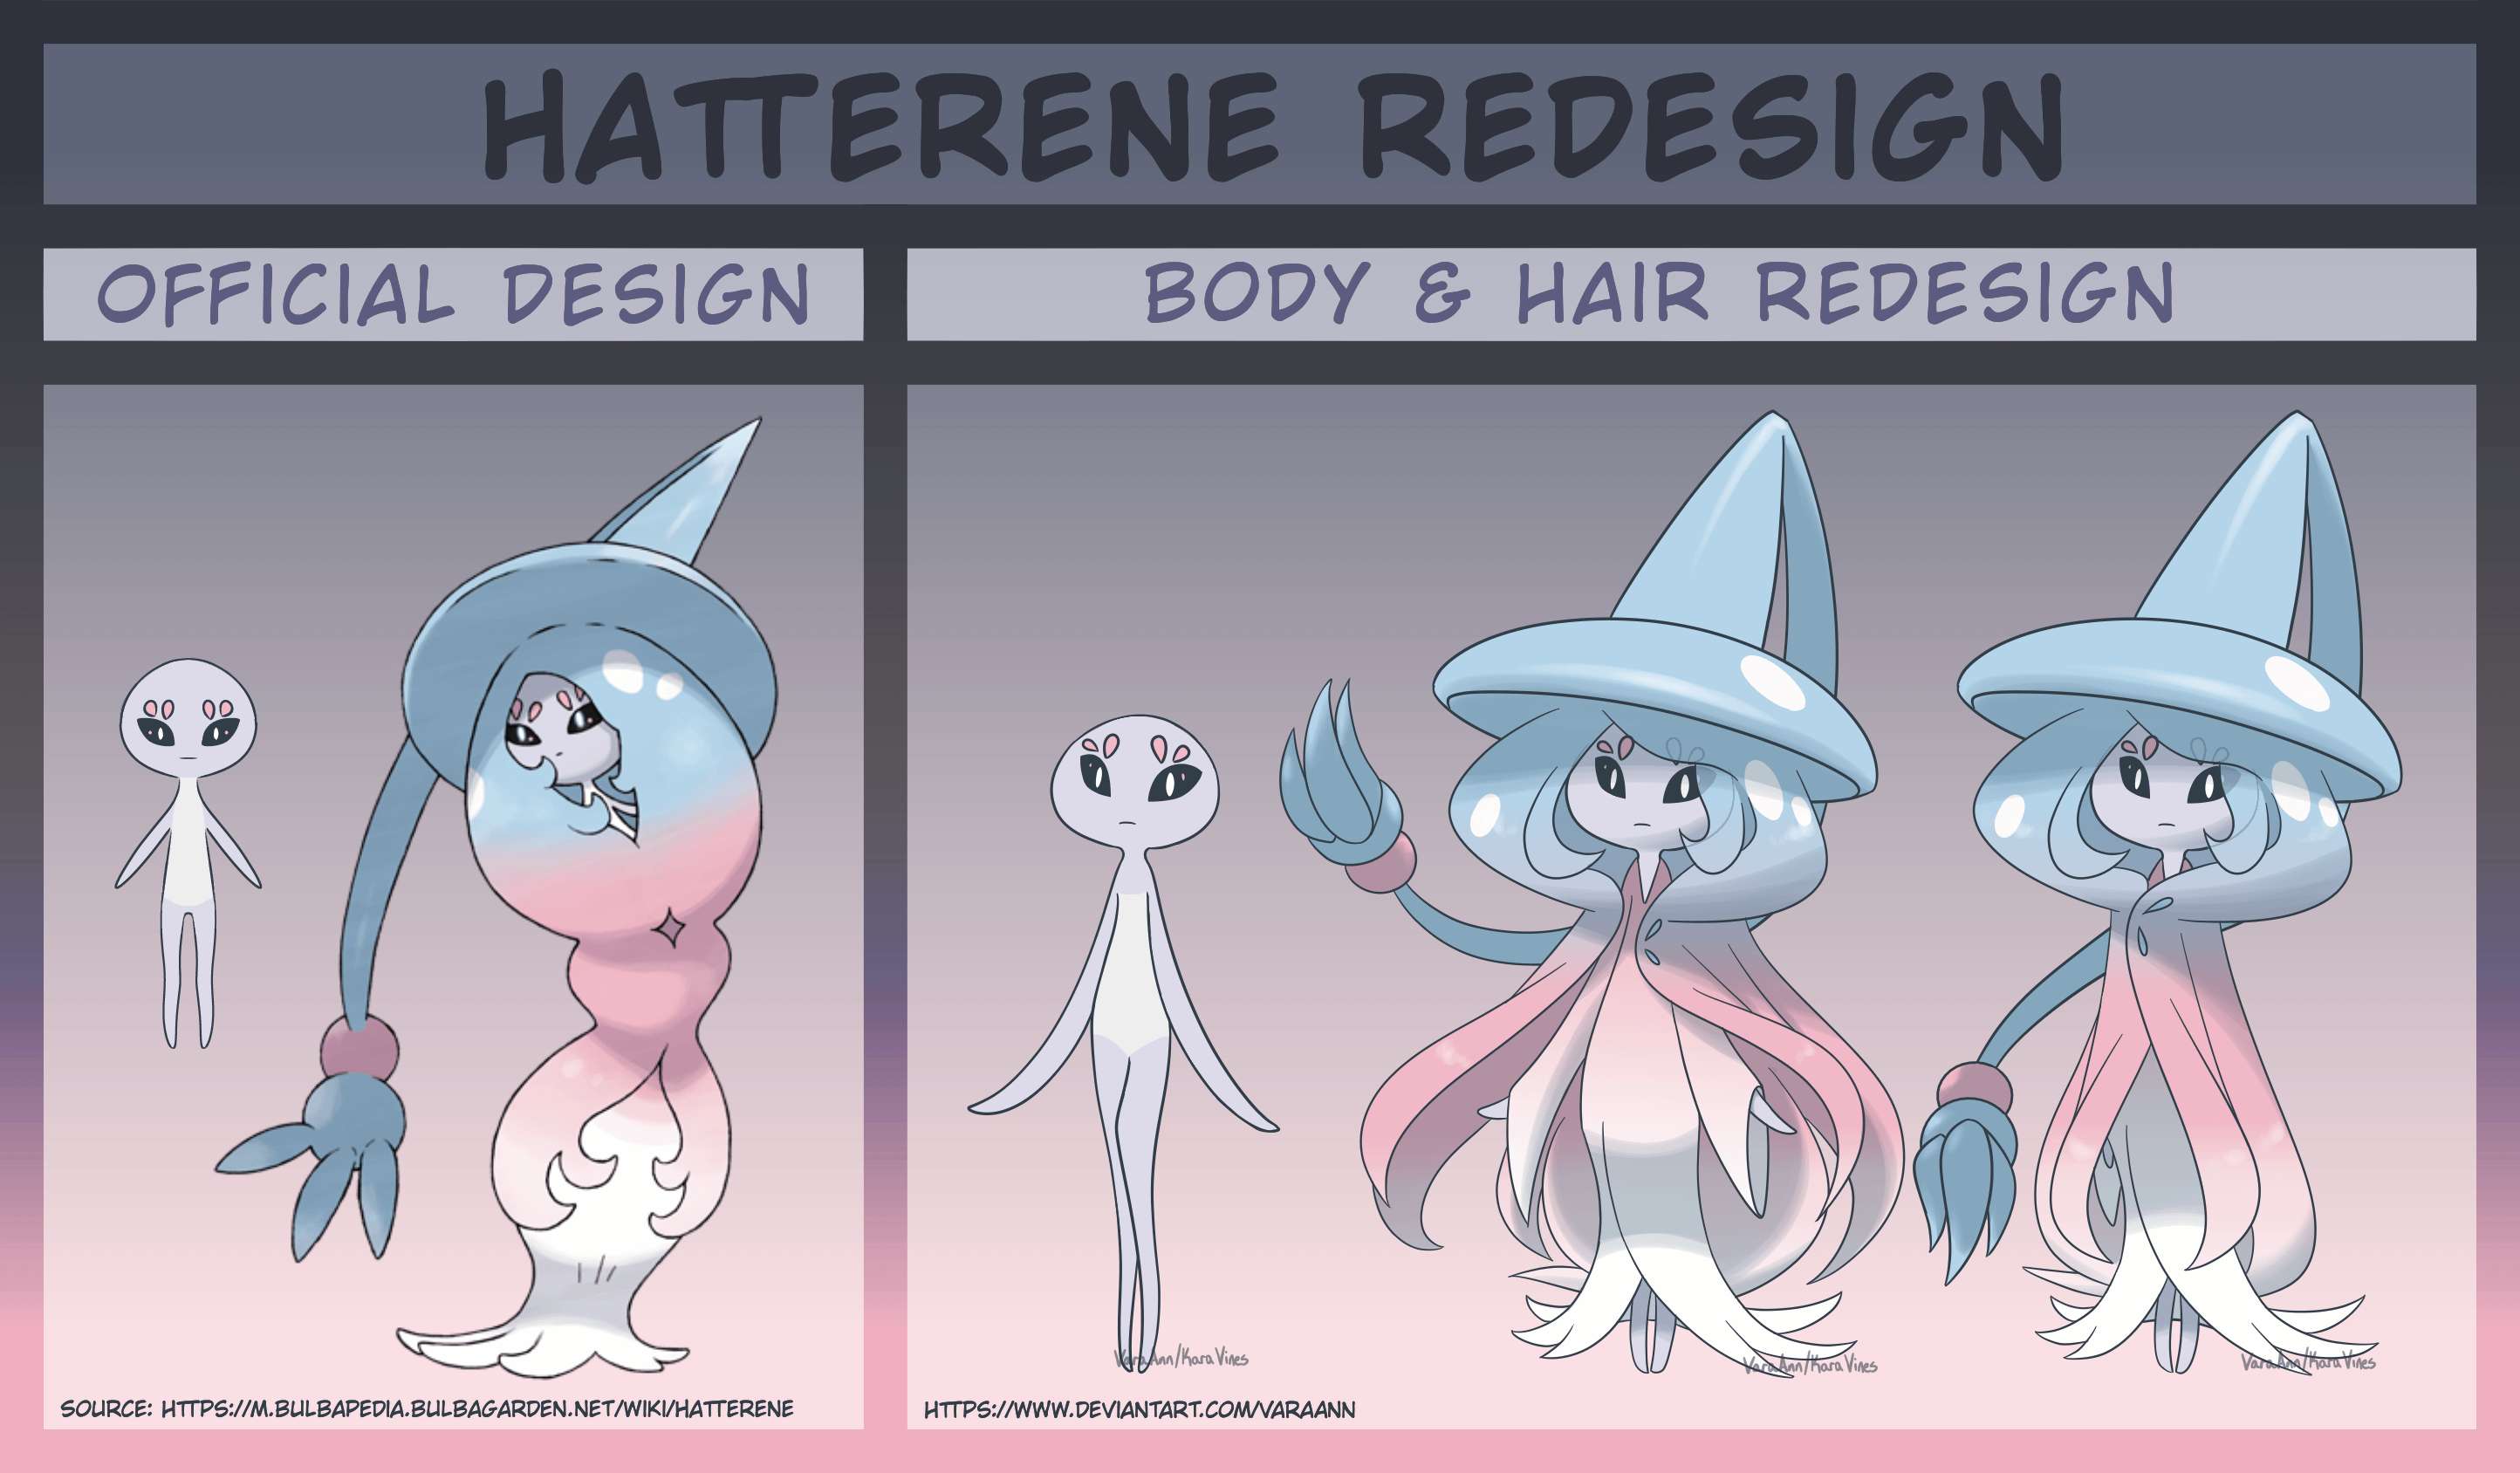 HATTERENE REDESIGN
OFFICIAL DESIGN
BODY & HAIR REDESIGN
VaraAnn/Kara Vines
VaraAnn/Kara Vines
VaraAnn/Kara Vines
SOURCE: HTTPS://M.BULBAPEDIA.BULBAGARDEN.NET/WIKI/HATTERENE
HTTPS://WWW.DEVIANTART.COM/VARAANN